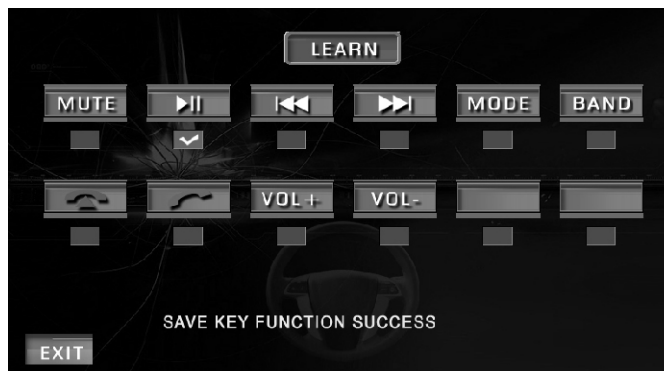 LEARN
MUTE MODE BAND
VOL+ VOL-
SAVE KEY FUNCTION SUCCESS
EXIT